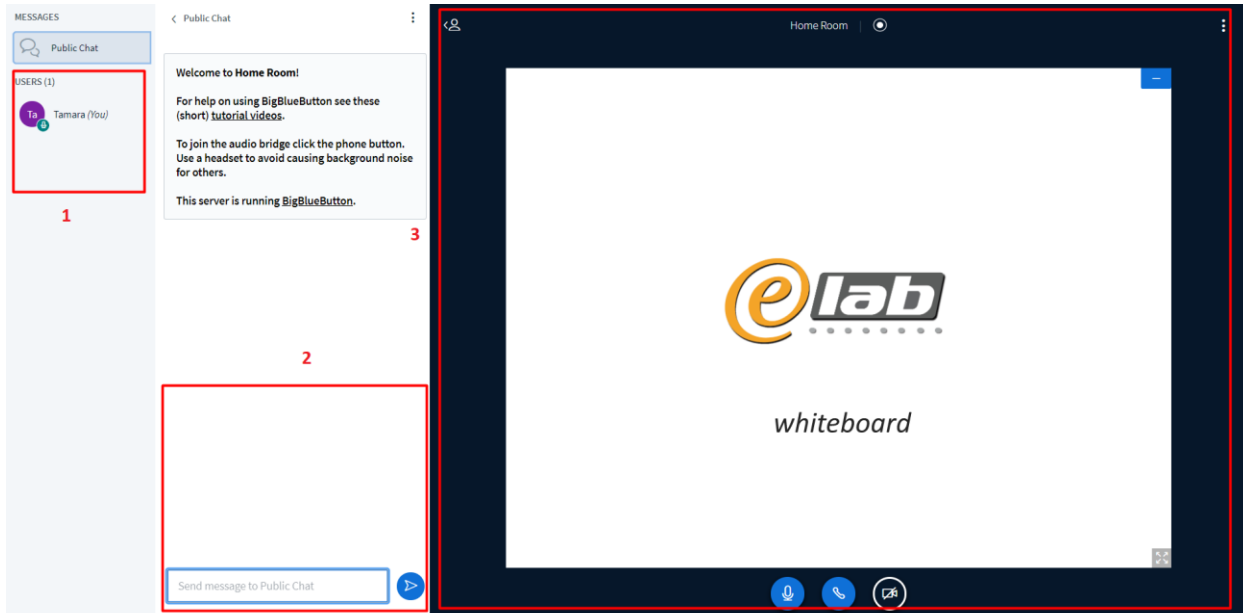 MESSAGES
Public Chat
USERS (1)
Ta
Tamara (You)
1
Public Chat
Welcome to Home Room!
For help on using BigBlueButton see these
(short) tutorial videos.
To join the audio bridge click the phone button.
Use a headset to avoid causing background noise
for others.
This server is running BigBlueButton.
3
2
Send message to Public Chat
Home Room
elab
whiteboard